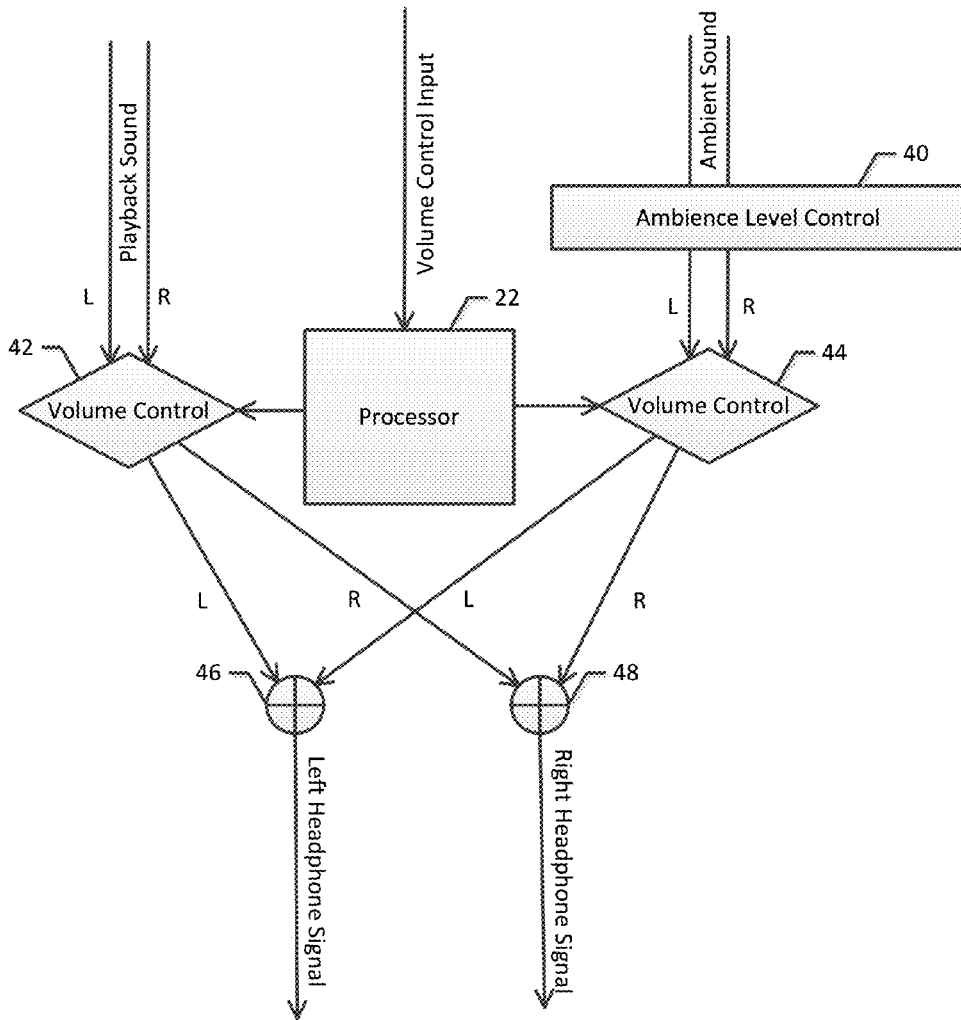 Playback Sound
Volume Control Input
Ambient Sound
40
Ambience Level Control
L
R
22
L
R
42
44
Volume Control
Processor
Volume Control
L
R
L
R
46
48
Left Headphone Signal
Right Headphone Signal